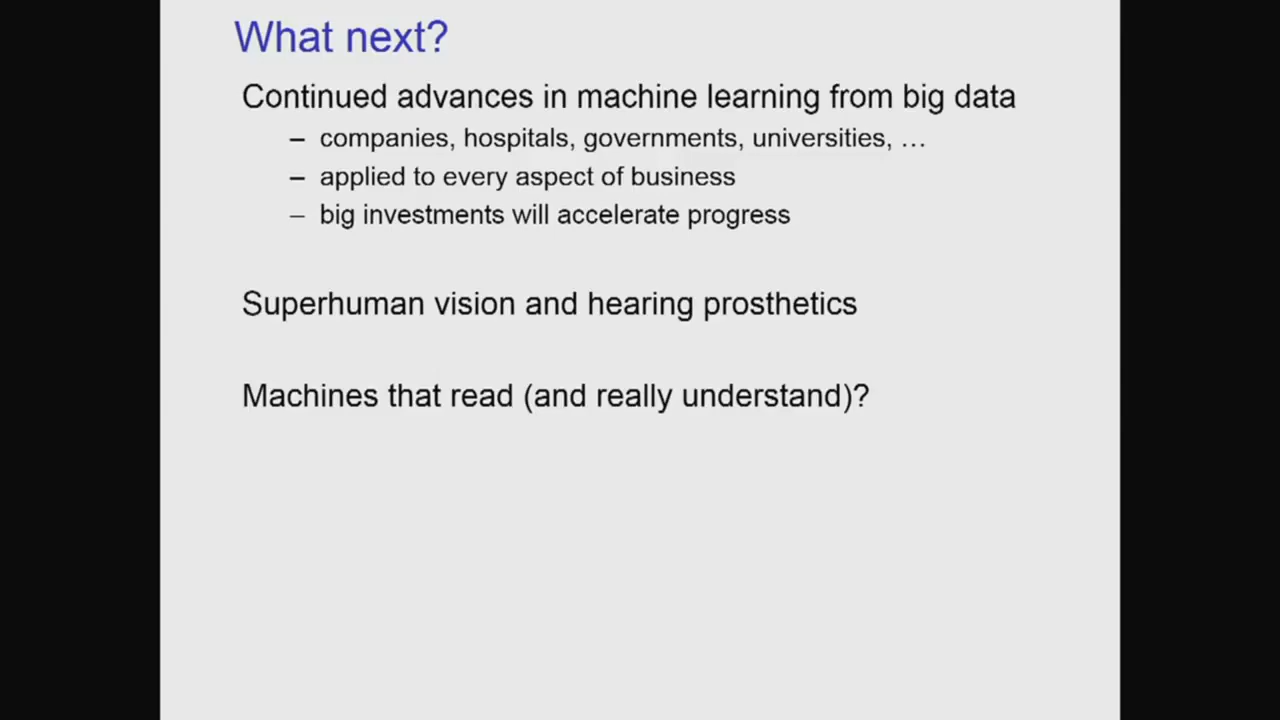 What next?
Continued advances in machine learning from big data
– companies, hospitals, governments, universities, …
– applied to every aspect of business
– big investments will accelerate progress
Superhuman vision and hearing prosthetics
Machines that read (and really understand)?